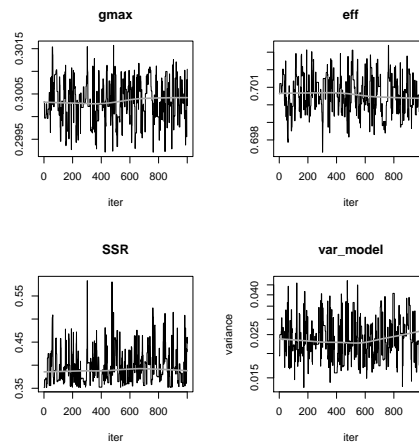 gmax
0.2995 0.3005 0.3015
0 200 400 600 800
iter
eff
0.698 0.701
0 200 400 600 800
iter
SSR
0.35 0.45 0.55
0 200 400 600 800
iter
var_model
variance
0.015 0.025 0.040
0 200 400 600 800
iter